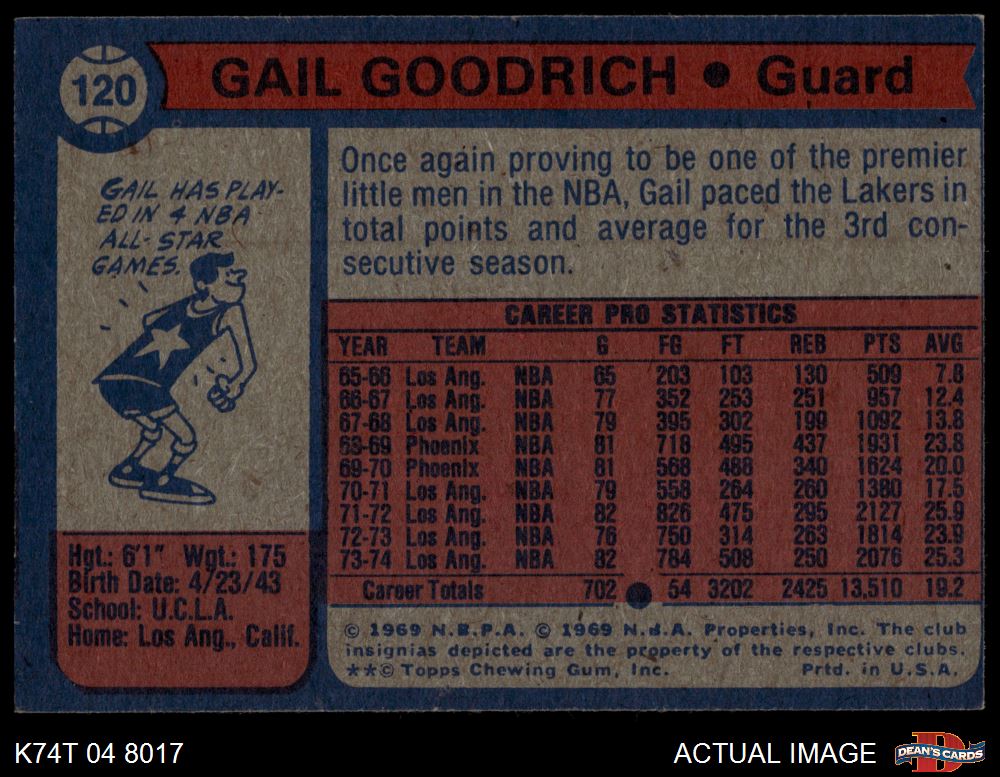 120
GAIL GOODRICH • Guard
GAIL HAS PLAY-
ED IN 4 NBA
ALL-STAR
GAMES.
Once again proving to be one of the premier
little men in the NBA, Gail paced the Lakers in
total points and average for the 3rd con-
secutive season.
CAREER PRO STATISTICS
YEAR TEAM G FG FT REB PTS AVG
65-66 Los Ang. NBA 65 203 103 130 509 7.8
66-67 Los Ang. NBA 77 352 253 251 957 12.4
67-68 Los Ang. NBA 79 395 302 199 1092 13.8
68-69 Phoenix NBA 81 718 495 437 1931 23.8
69-70 Phoenix NBA 81 568 488 340 1624 20.0
70-71 Los Ang. NBA 79 558 264 260 1380 17.5
71-72 Los Ang. NBA 82 826 475 295 2127 25.9
72-73 Los Ang. NBA 76 750 314 263 1814 23.9
73-74 Los Ang. NBA 82 784 508 250 2076 25.3
Career Totals 702 54 3202 2425 13,510 19.2
Hgt.: 6'1" Wgt.: 175
Birth Date: 4/23/43
School: U.C.L.A.
Home: Los Ang., Calif.
© 1969 N.B.P.A. © 1969 N.B.A. Properties, Inc. The club
insignias depicted are the property of the respective clubs.
**© Topps Chewing Gum, Inc. Prtd. in U.S.A.
K74T 04 8017
ACTUAL IMAGE
D
DEAN'S CARDS